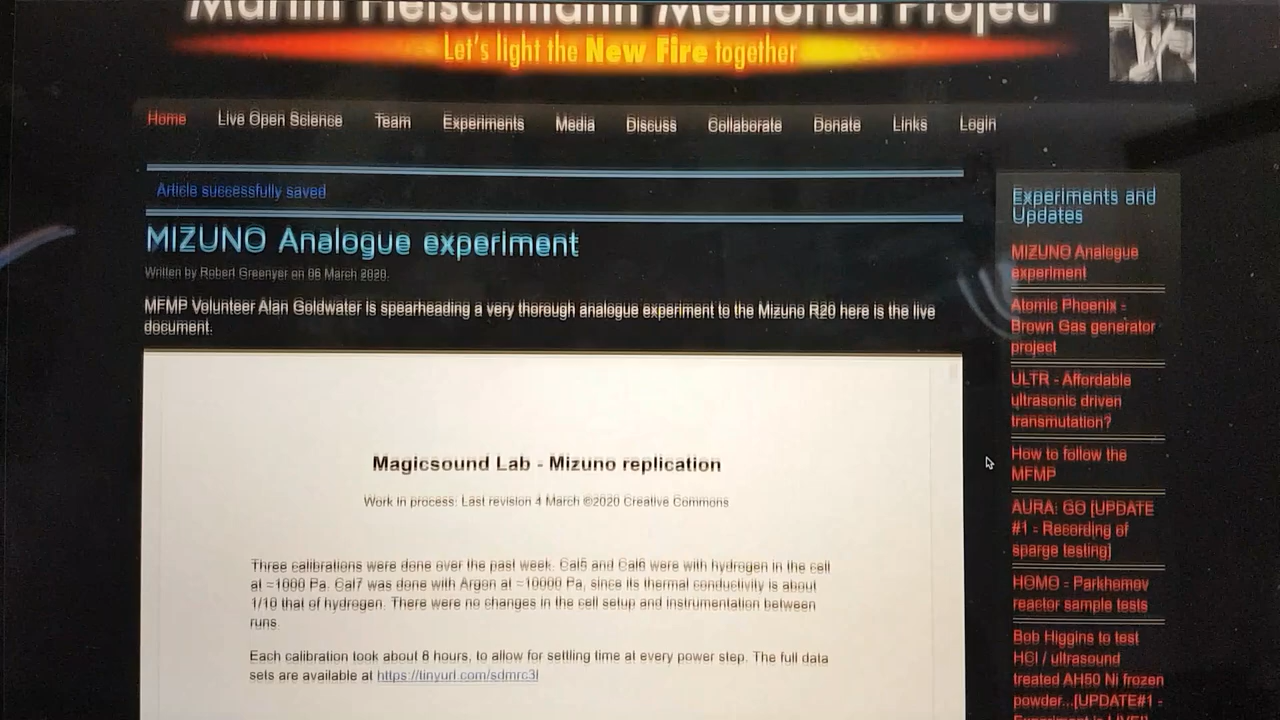 Martin Fleischmann Memorial Project
Let's light the New Fire together
Home Live Open Science Team Experiments Media Discuss Collaborate Donate Links Login
Article successfully saved
MIZUNO Analogue experiment
Written by Robert Greenyer on 06 March 2020.
MFMP Volunteer Alan Goldwater is spearheading a very thorough analogue experiment to the Mizuno R20 here is the live
document.
Magicsound Lab - Mizuno replication
Work in process: Last revision 4 March ©2020 Creative Commons
Three calibrations were done over the past week. Cal5 and Cal6 were with hydrogen in the cell
at ≈1000 Pa. Cal7 was done with Argon at ≈10000 Pa, since its thermal conductivity is about
1/10 that of hydrogen. There were no changes in the cell setup and instrumentation between
runs.
Each calibration took about 8 hours, to allow for settling time at every power step. The full data
sets are available at https://tinyurl.com/sdmrc3l
Experiments and
Updates
MIZUNO Analogue
experiment
Atomic Phoenix -
Brown Gas generator
project
ULTR - Affordable
ultrasonic driven
transmutation?
How to follow the
MFMP
AURA: GO [UPDATE
#1 - Recording of
sparge testing]
HOMO - Parkhomov
reactor sample tests
Bob Higgins to test
HCl / ultrasound
treated AH50 Ni frozen
powder...[UPDATE#1 -
Experiment is LIVE!!]